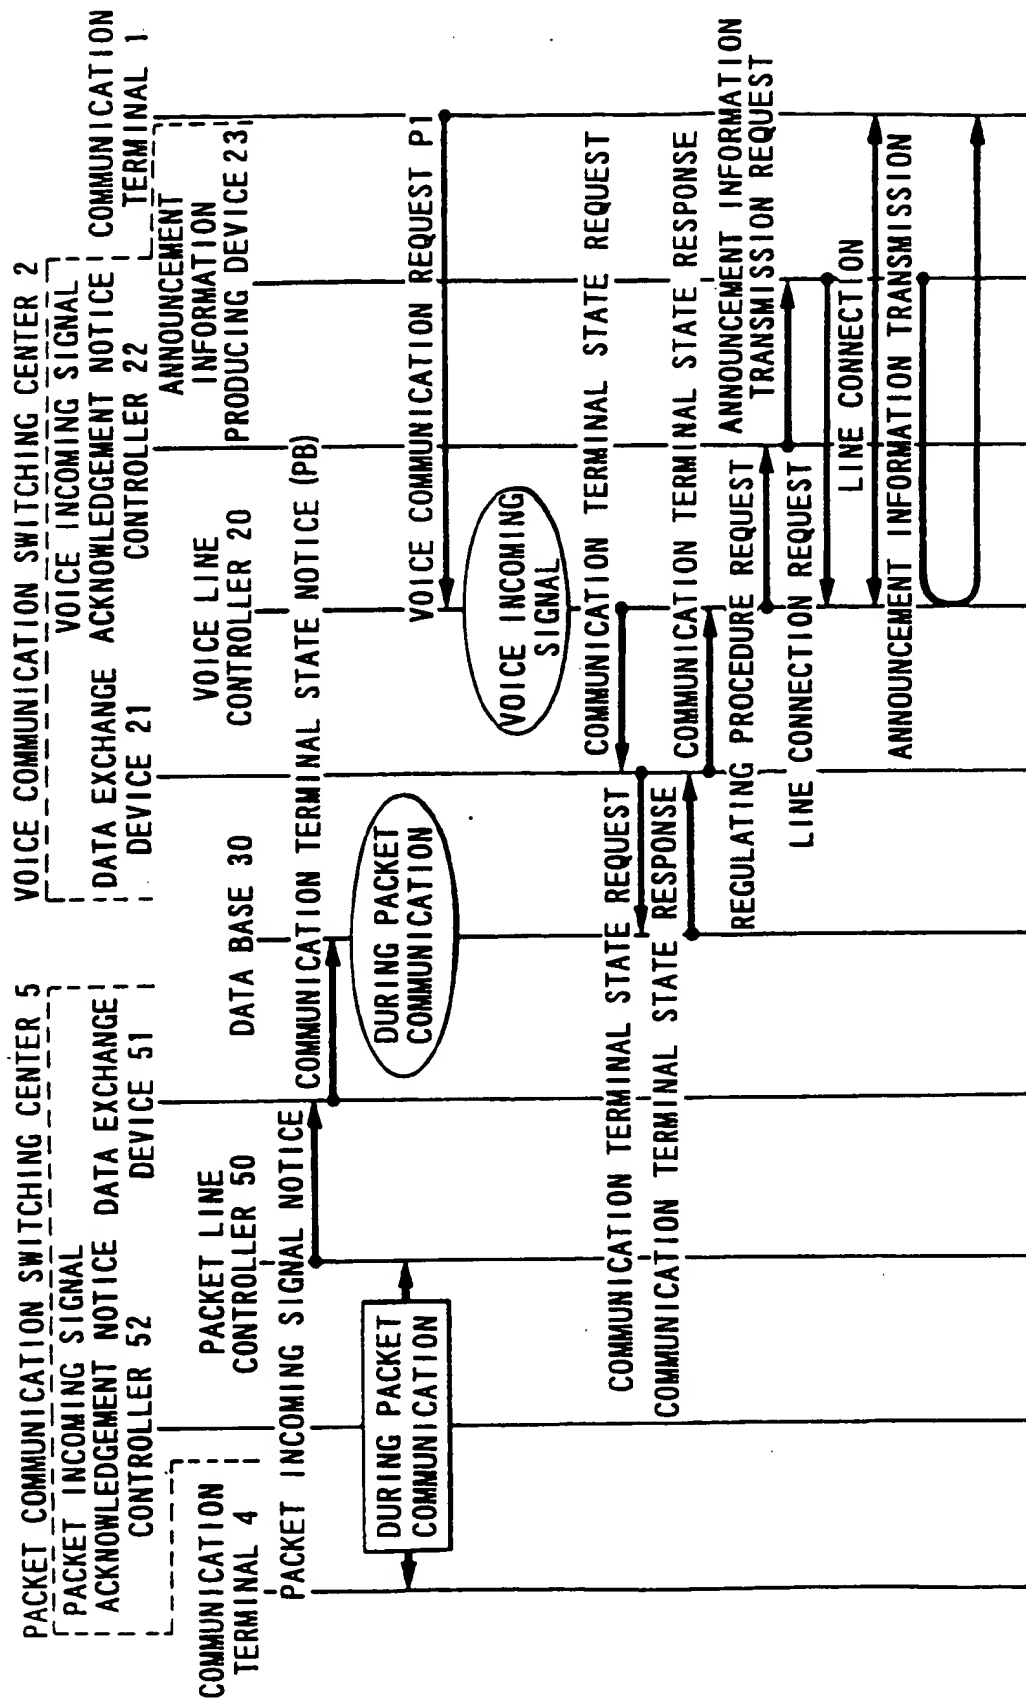 PACKET COMMUNICATION SWITCHING CENTER 5
PACKET INCOMING SIGNAL
ACKNOWLEDGEMENT NOTICE
CONTROLLER 52
DATA EXCHANGE
DEVICE 51
COMMUNICATION
TERMINAL 4
PACKET LINE
CONTROLLER 50
DATA BASE 30
VOICE COMMUNICATION SWITCHING CENTER 2
DATA EXCHANGE
DEVICE 21
VOICE INCOMING SIGNAL
ACKNOWLEDGEMENT NOTICE
CONTROLLER 22
VOICE LINE
CONTROLLER 20
ANNOUNCEMENT
INFORMATION
PRODUCING DEVICE 23
COMMUNICATION
TERMINAL 1
PACKET INCOMING SIGNAL NOTICE
COMMUNICATION TERMINAL STATE NOTICE (PB)
DURING PACKET
COMMUNICATION
DURING PACKET
COMMUNICATION
VOICE COMMUNICATION REQUEST P1
VOICE INCOMING
SIGNAL
COMMUNICATION TERMINAL STATE REQUEST
COMMUNICATION TERMINAL STATE REQUEST
COMMUNICATION TERMINAL STATE RESPONSE
COMMUNICATION TERMINAL STATE RESPONSE
REGULATING PROCEDURE REQUEST
ANNOUNCEMENT INFORMATION
TRANSMISSION REQUEST
LINE CONNECTION REQUEST
LINE CONNECTION
ANNOUNCEMENT INFORMATION TRANSMISSION